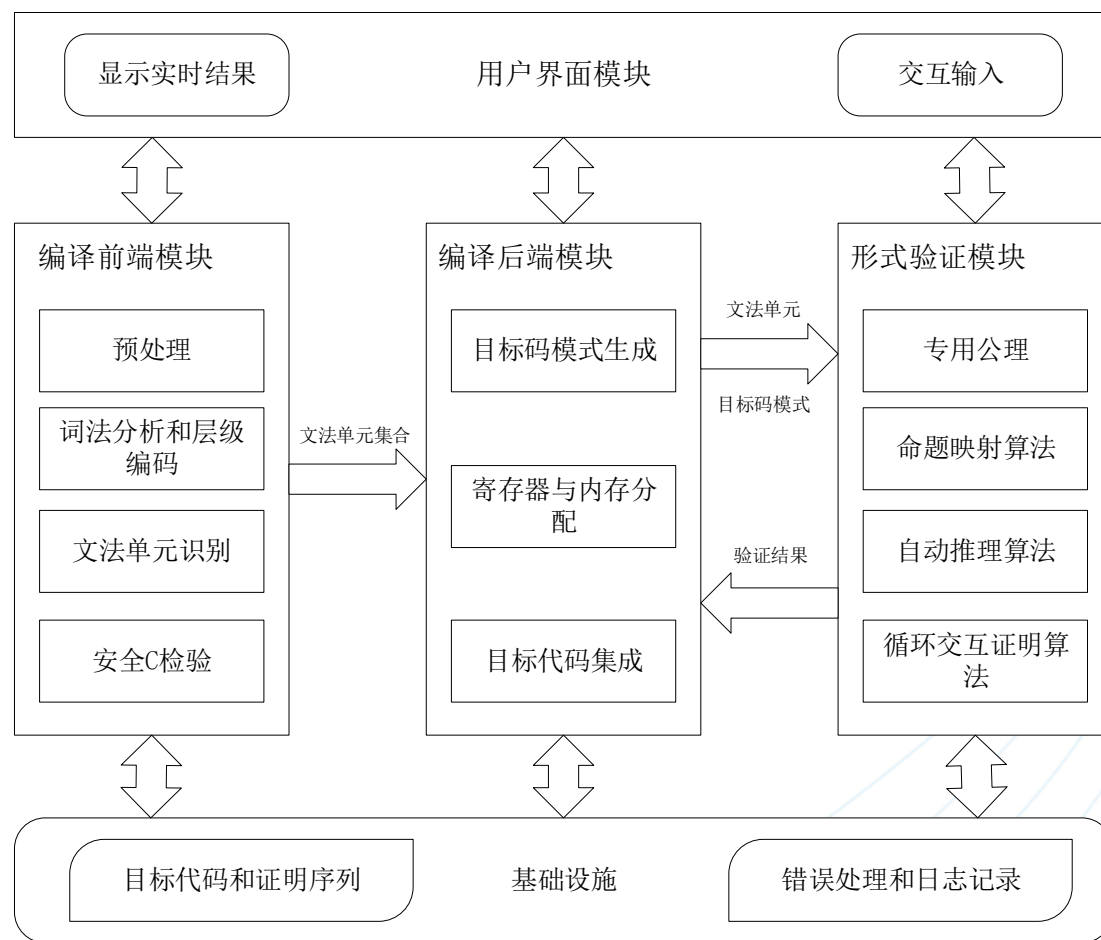 显示实时结果
用户界面模块
交互输入
编译前端模块
预处理
词法分析和层级
编码
文法单元识别
安全C检验
文法单元集合
编译后端模块
目标码模式生成
寄存器与内存分
配
目标代码集成
文法单元
目标码模式
验证结果
形式验证模块
专用公理
命题映射算法
自动推理算法
循环交互证明算
法
目标代码和证明序列
基础设施
错误处理和日志记录